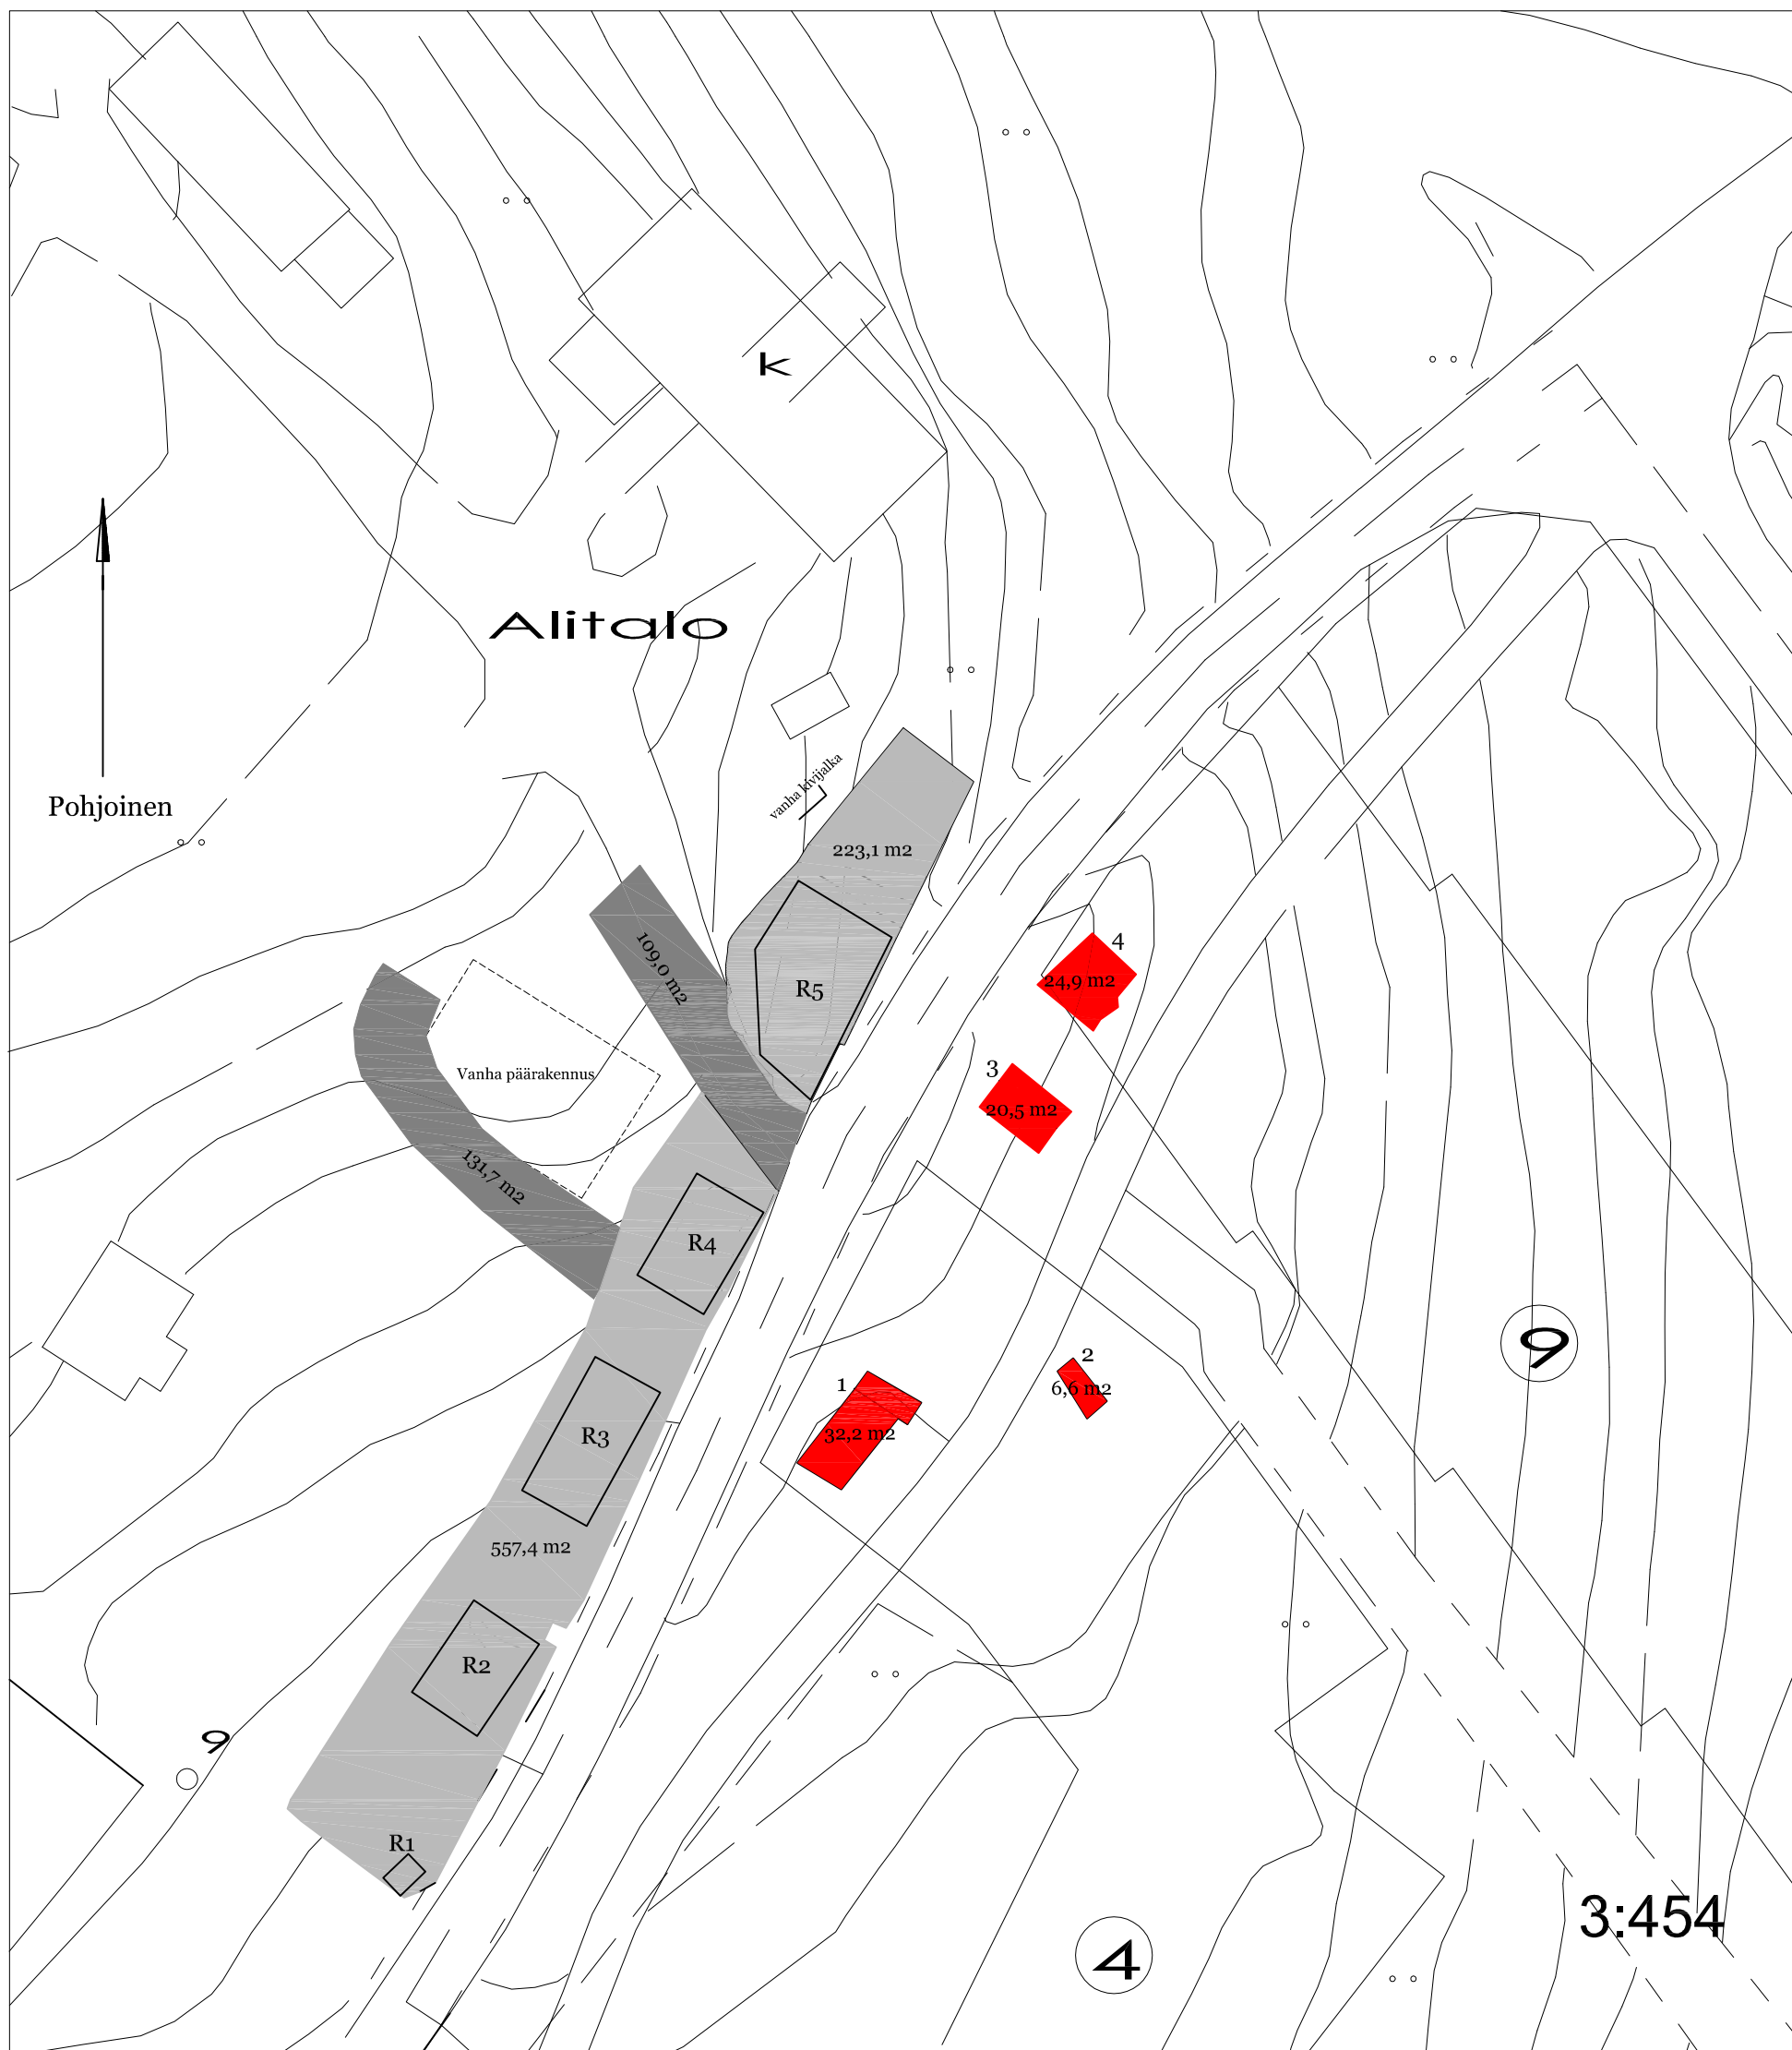 K
Alitalo
Pohjoinen
vanha kivijalka
223,1 m2
109,0 m2
4
24,9 m2
R5
3
20,5 m2
Vanha päärakennus
131,7 m2
R4
9
2
6,6 m2
1
32,2 m2
R3
557,4 m2
R2
9
R1
3:454
4